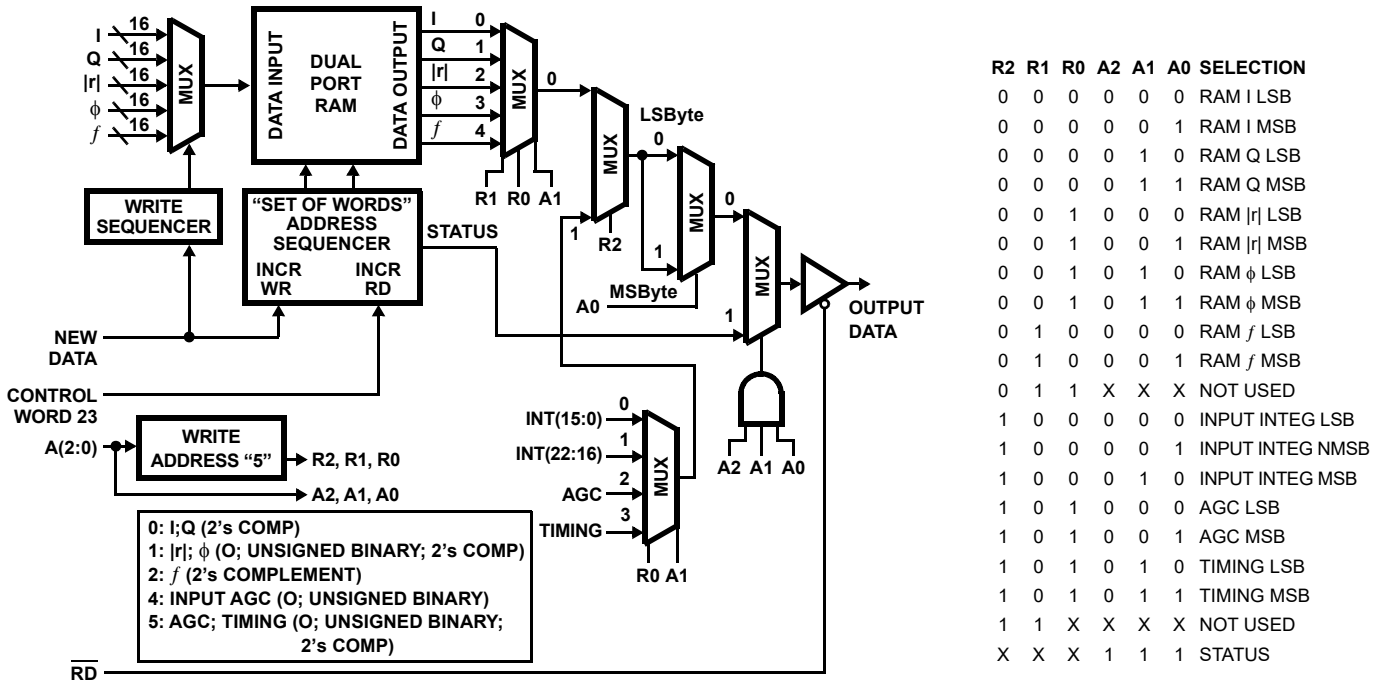 I 16
Q 16
|r| 16
ϕ 16
f 16
MUX
DATA INPUT
DUAL
PORT
RAM
DATA OUTPUT
I 0
Q 1
|r| 2
ϕ 3
f 4
MUX
R1 R0 A1
0
1
MUX
R2
LSByte
0
1
MSByte
A0
MUX
0
1
MUX
OUTPUT
DATA
A2 A1 A0
WRITE
SEQUENCER
“SET OF WORDS”
ADDRESS
SEQUENCER
INCR
WR
INCR
RD
STATUS
NEW
DATA
CONTROL
WORD 23
A(2:0)
WRITE
ADDRESS “5”
R2, R1, R0
A2, A1, A0
INT(15:0) 0
INT(22:16) 1
AGC 2
TIMING 3
MUX
R0 A1
0: I;Q (2’s COMP)
1: |r|; ϕ (O; UNSIGNED BINARY; 2’s COMP)
2: f (2’s COMPLEMENT)
4: INPUT AGC (O; UNSIGNED BINARY)
5: AGC; TIMING (O; UNSIGNED BINARY;
2’s COMP)
RD
R2 R1 R0 A2 A1 A0 SELECTION
0 0 0 0 0 0 RAM I LSB
0 0 0 0 0 1 RAM I MSB
0 0 0 0 1 0 RAM Q LSB
0 0 0 0 1 1 RAM Q MSB
0 0 1 0 0 0 RAM |r| LSB
0 0 1 0 0 1 RAM |r| MSB
0 0 1 0 1 0 RAM ϕ LSB
0 0 1 0 1 1 RAM ϕ MSB
0 1 0 0 0 0 RAM f LSB
0 1 0 0 0 1 RAM f MSB
0 1 1 X X X NOT USED
1 0 0 0 0 0 INPUT INTEG LSB
1 0 0 0 0 1 INPUT INTEG NMSB
1 0 0 0 1 0 INPUT INTEG MSB
1 0 1 0 0 0 AGC LSB
1 0 1 0 0 1 AGC MSB
1 0 1 0 1 0 TIMING LSB
1 0 1 0 1 1 TIMING MSB
1 1 X X X X NOT USED
X X X 1 1 1 STATUS